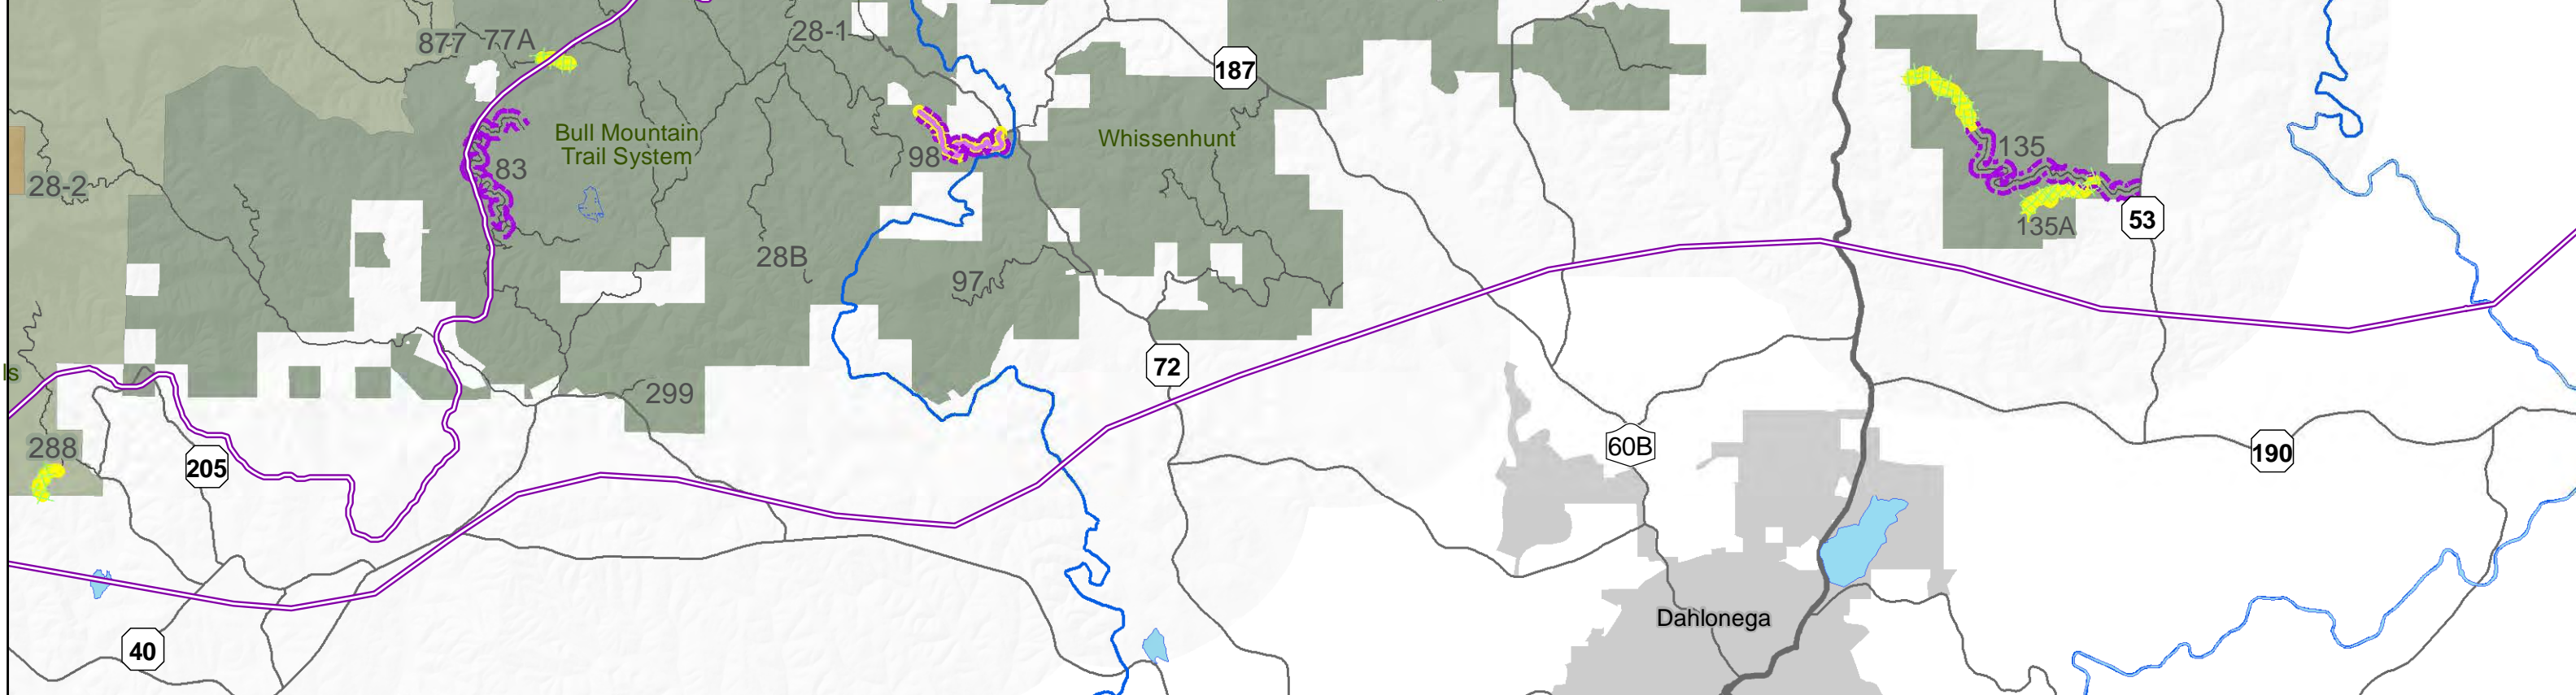 877
77A
28-1
187
Bull Mountain
Trail System
Whissenhunt
135
98
83
28-2
53
135A
28B
97
72
ls
299
60B
288
190
205
Dahlonega
40